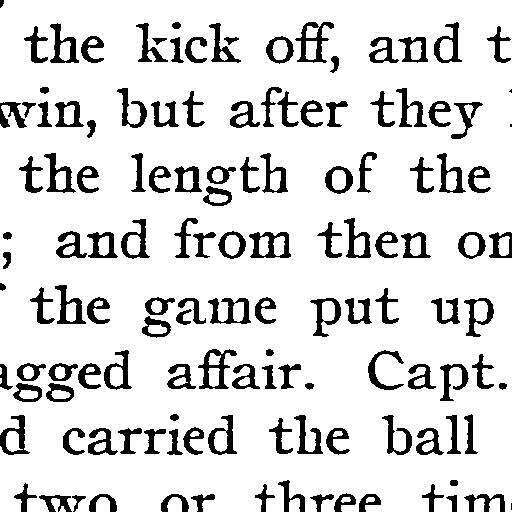 the kick off, and t
win, but after they
the length of the
; and from then on
the game put up
agged affair. Capt.
d carried the ball
two or three tim